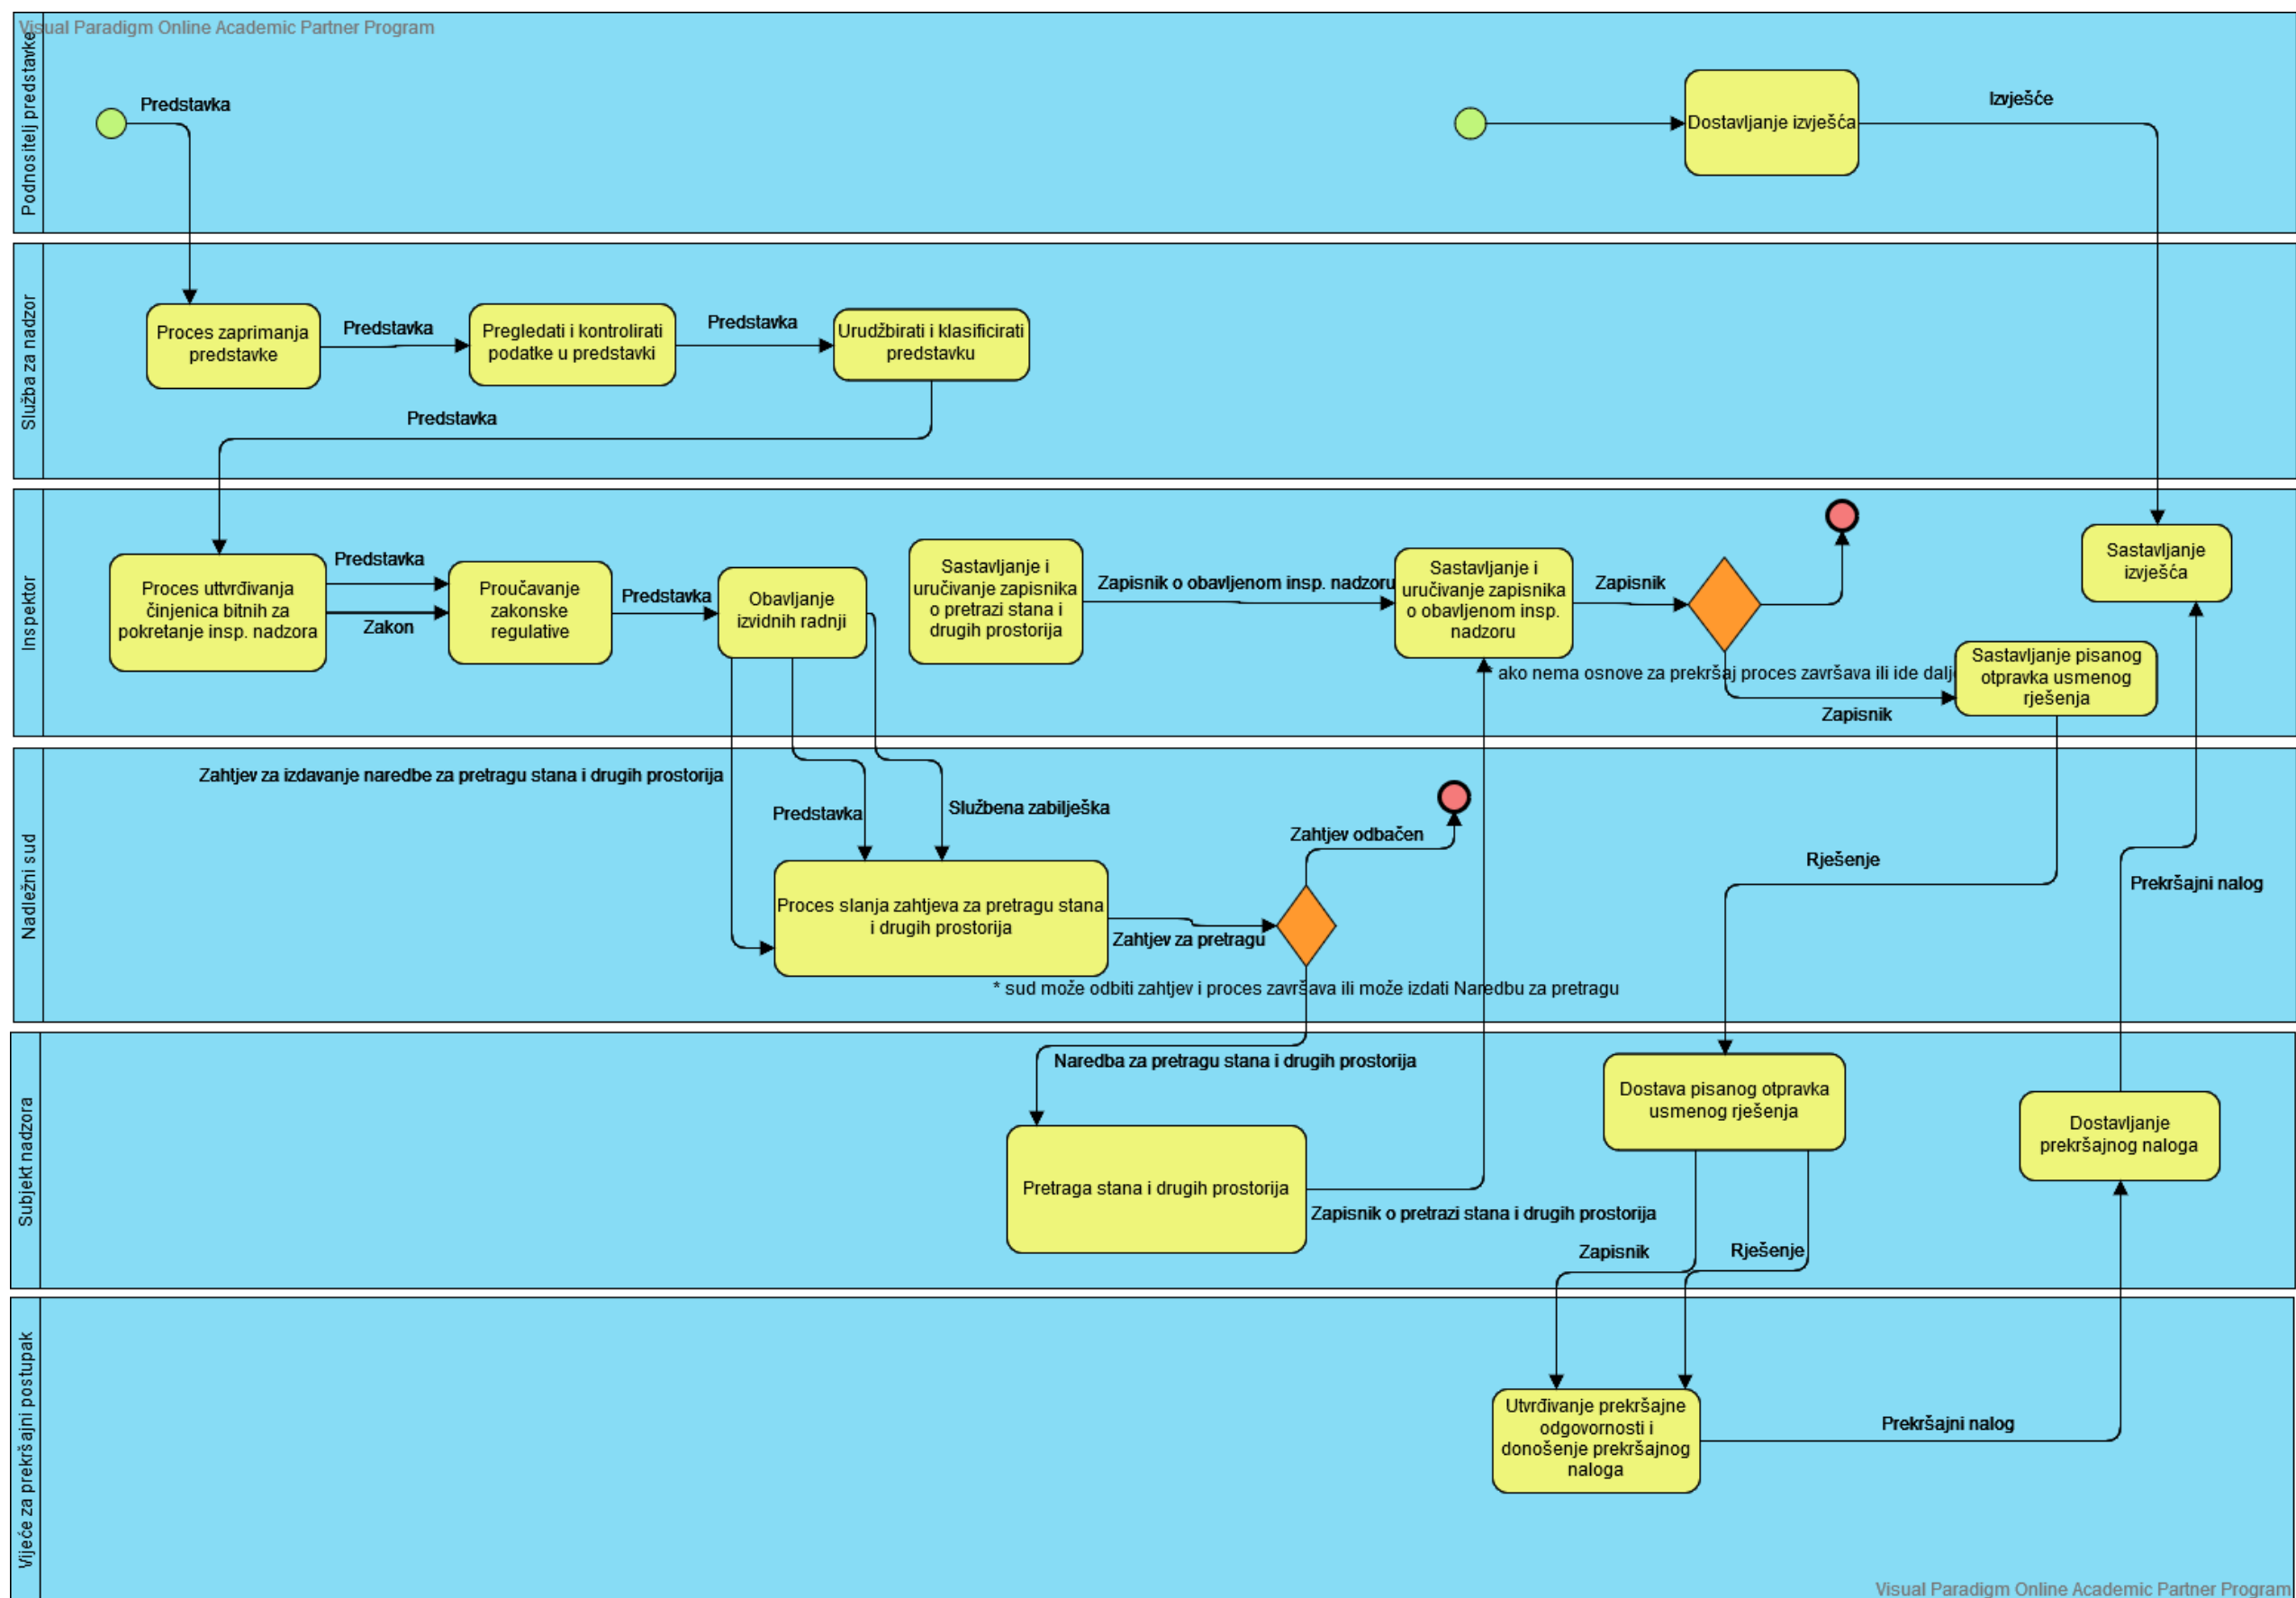 Visual Paradigm Online Academic Partner Program
Podnositelj predstavke
Predstavka
Dostavljanje izvješća
Izvješće
Služba za nadzor
Proces zaprimanja
predstavke
Predstavka
Pregledati i kontrolirati
podatke u predstavki
Predstavka
Urudžbirati i klasificirati
predstavku
Predstavka
Inspektor
Proces uttvrđivanja
činjenica bitnih za
pokretanje insp. nadzora
Predstavka
Zakon
Proučavanje
zakonske
regulative
Predstavka
Obavljanje
izvidnih radnji
Sastavljanje i
uručivanje zapisnika
o pretrazi stana i
drugih prostorija
Zapisnik o obavljenom insp. nadzoru
Sastavljanje i
uručivanje zapisnika
o obavljenom insp.
nadzoru
Zapisnik
* ako nema osnove za prekršaj proces završava ili ide dalj
Zapisnik
Sastavljanje pisanog
otpravka usmenog
rješenja
Sastavljanje
izvješća
Nadležni sud
Zahtjev za izdavanje naredbe za pretragu stana i drugih prostorija
Predstavka
Službena zabilješka
Proces slanja zahtjeva za pretragu stana
i drugih prostorija
Zahtjev za pretragu
Zahtjev odbačen
* sud može odbiti zahtjev i proces završava ili može izdati Naredbu za pretragu
Rješenje
Prekršajni nalog
Subjekt nadzora
Naredba za pretragu stana i drugih prostorija
Pretraga stana i drugih prostorija
Zapisnik o pretrazi stana i drugih prostorija
Dostava pisanog otpravka
usmenog rješenja
Zapisnik
Rješenje
Dostavljanje
prekršajnog naloga
Vijeće za prekršajni postupak
Utvrđivanje prekršajne
odgovornosti i
donošenje prekršajnog
naloga
Prekršajni nalog
Visual Paradigm Online Academic Partner Program